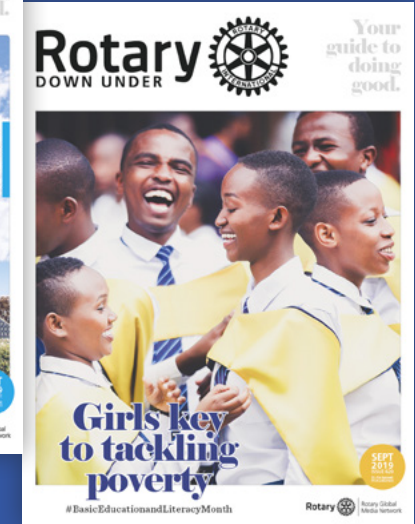 Rotary
DOWN UNDER
ROTARY
INTERNATIONAL
Your
guide to
doing
good.
Girls key
to tackling
poverty
#BasicEducationandLiteracyMonth
SEPT
2019
Rotary
Rotary Global
Media Network